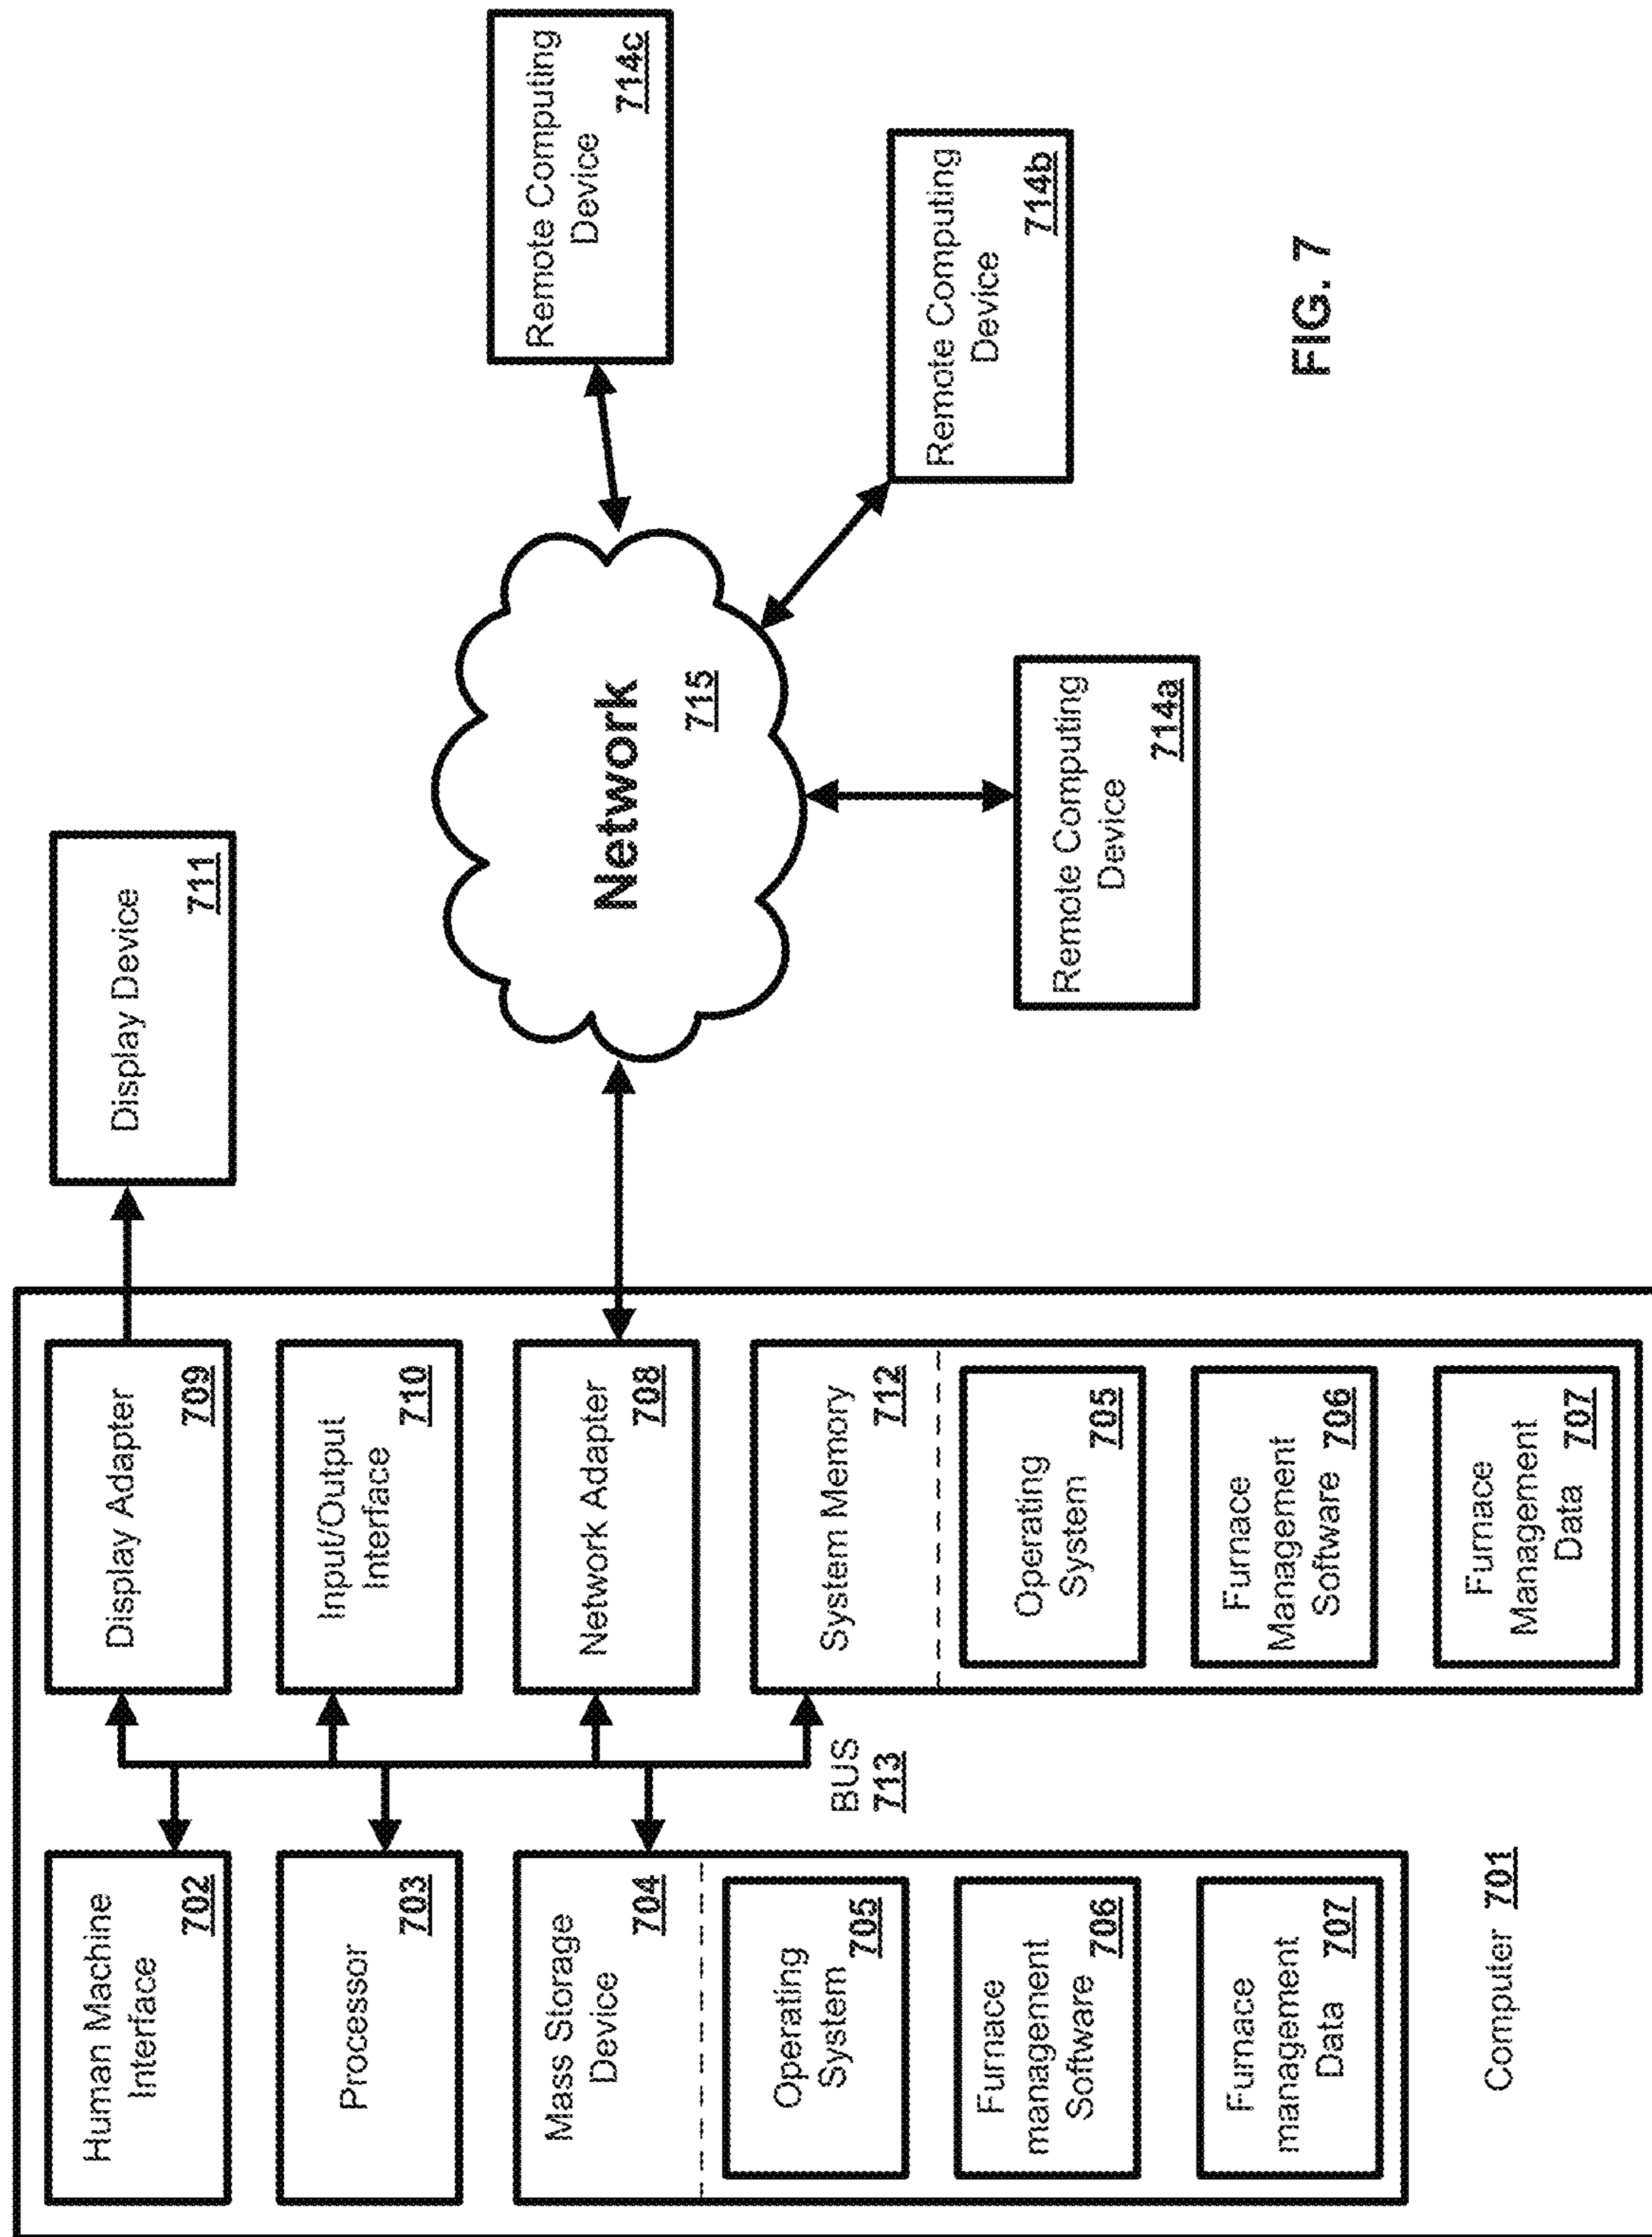 Human Machine
Interface
702
Processor
703
Mass Storage
Device
704
Operating
System
705
Furnace
management
Software
706
Furnace
management
Data
707
Display Adapter
709
Input/Output
Interface
710
Network Adapter
708
System Memory
712
Operating
System
705
Furnace
Management
Software
706
Furnace
Management
Data
707
BUS
713
Computer 701
Display Device
711
Network
715
Remote Computing
Device
714a
Remote Computing
Device
714b
Remote Computing
Device
714c
FIG. 7